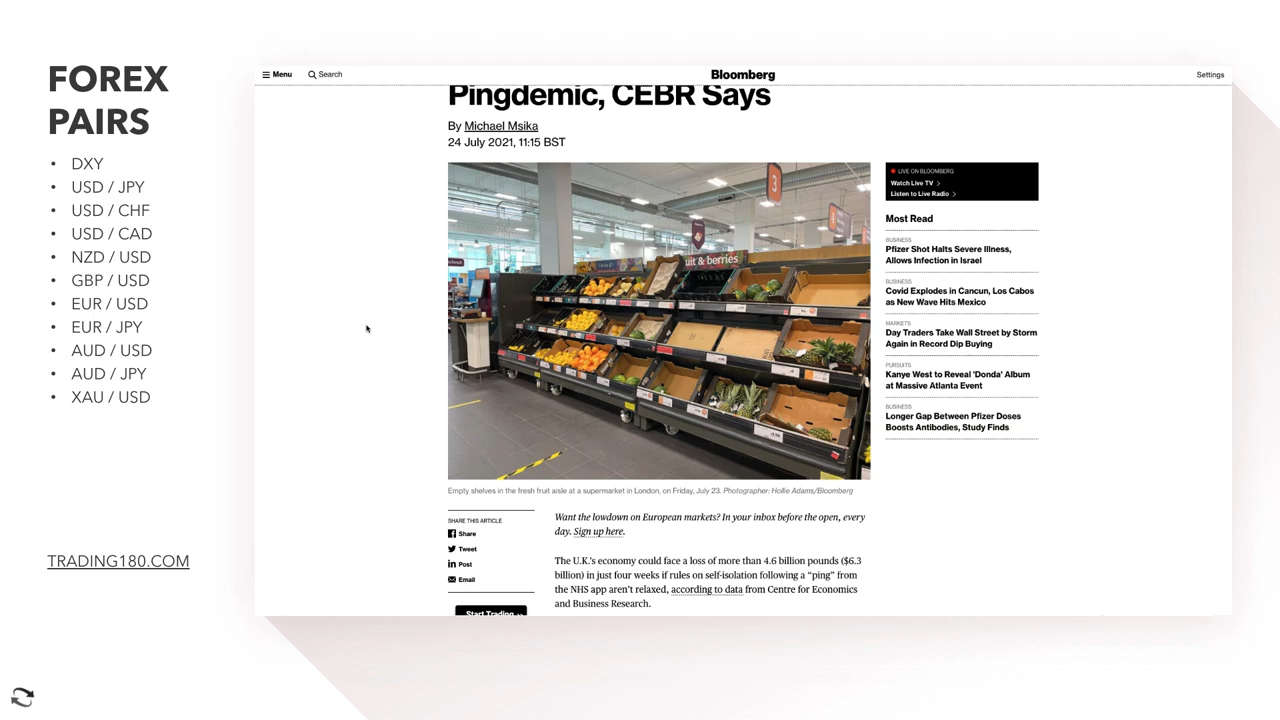 FOREX
PAIRS
• DXY
• USD / JPY
• USD / CHF
• USD / CAD
• NZD / USD
• GBP / USD
• EUR / USD
• EUR / JPY
• AUD / USD
• AUD / JPY
• XAU / USD
TRADING180.COM
Menu
Search
Bloomberg
Settings
Pingdemic, CEBR Says
By Michael Msika
24 July 2021, 11:15 BST
3
uit & berries
LIVE ON BLOOMBERG
Watch Live TV >
Listen to Live Radio >
Most Read
BUSINESS
Pfizer Shot Halts Severe Illness,
Allows Infection in Israel
BUSINESS
Covid Explodes in Cancun, Los Cabos
as New Wave Hits Mexico
MARKETS
Day Traders Take Wall Street by Storm
Again in Record Dip Buying
PURSUITS
Kanye West to Reveal 'Donda' Album
at Massive Atlanta Event
BUSINESS
Longer Gap Between Pfizer Doses
Boosts Antibodies, Study Finds
Empty shelves in the fresh fruit aisle at a supermarket in London, on Friday, July 23. Photographer: Hollie Adams/Bloomberg
SHARE THIS ARTICLE
Share
Tweet
Post
Email
Start Trading >>
Want the lowdown on European markets? In your inbox before the open, every
day. Sign up here.
The U.K.'s economy could face a loss of more than 4.6 billion pounds ($6.3
billion) in just four weeks if rules on self-isolation following a “ping” from
the NHS app aren't relaxed, according to data from Centre for Economics
and Business Research.